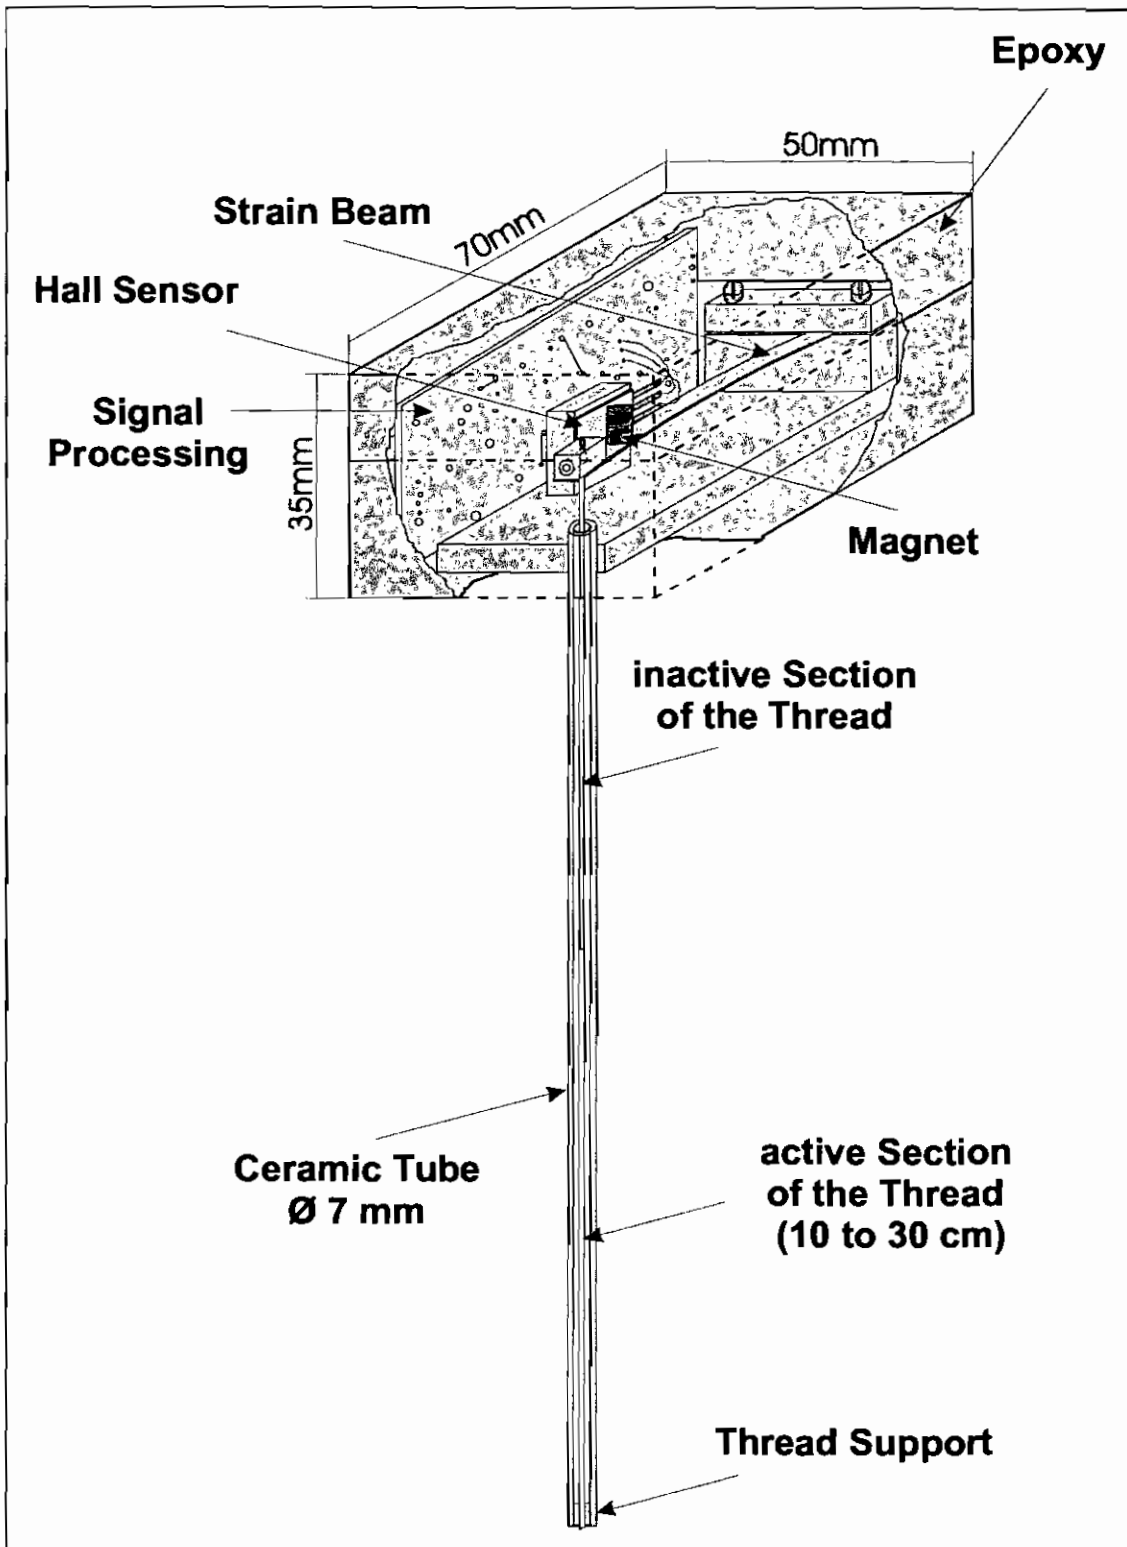 Epoxy
50mm
Strain Beam
70mm
Hall Sensor
Signal
Processing
35mm
Magnet
inactive Section
of the Thread
Ceramic Tube
Ø 7 mm
active Section
of the Thread
(10 to 30 cm)
Thread Support